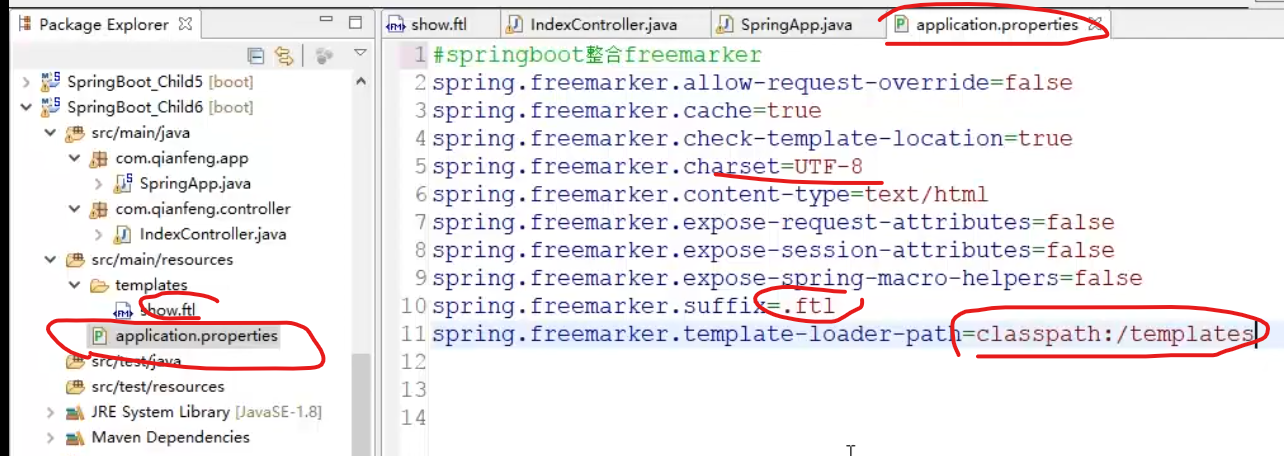 Package Explorer
SpringBoot_Child5 [boot]
SpringBoot_Child6 [boot]
src/main/java
com.qianfeng.app
SpringApp.java
com.qianfeng.controller
IndexController.java
src/main/resources
templates
show.ftl
application.properties
src/test/java
src/test/resources
JRE System Library [JavaSE-1.8]
Maven Dependencies
show.ftl IndexController.java SpringApp.java application.properties
1 #springboot整合freemarker
2 spring.freemarker.allow-request-override=false
3 spring.freemarker.cache=true
4 spring.freemarker.check-template-location=true
5 spring.freemarker.charset=UTF-8
6 spring.freemarker.content-type=text/html
7 spring.freemarker.expose-request-attributes=false
8 spring.freemarker.expose-session-attributes=false
9 spring.freemarker.expose-spring-macro-helpers=false
10 spring.freemarker.suffix=.ftl
11 spring.freemarker.template-loader-path=classpath:/templates
12
13
14